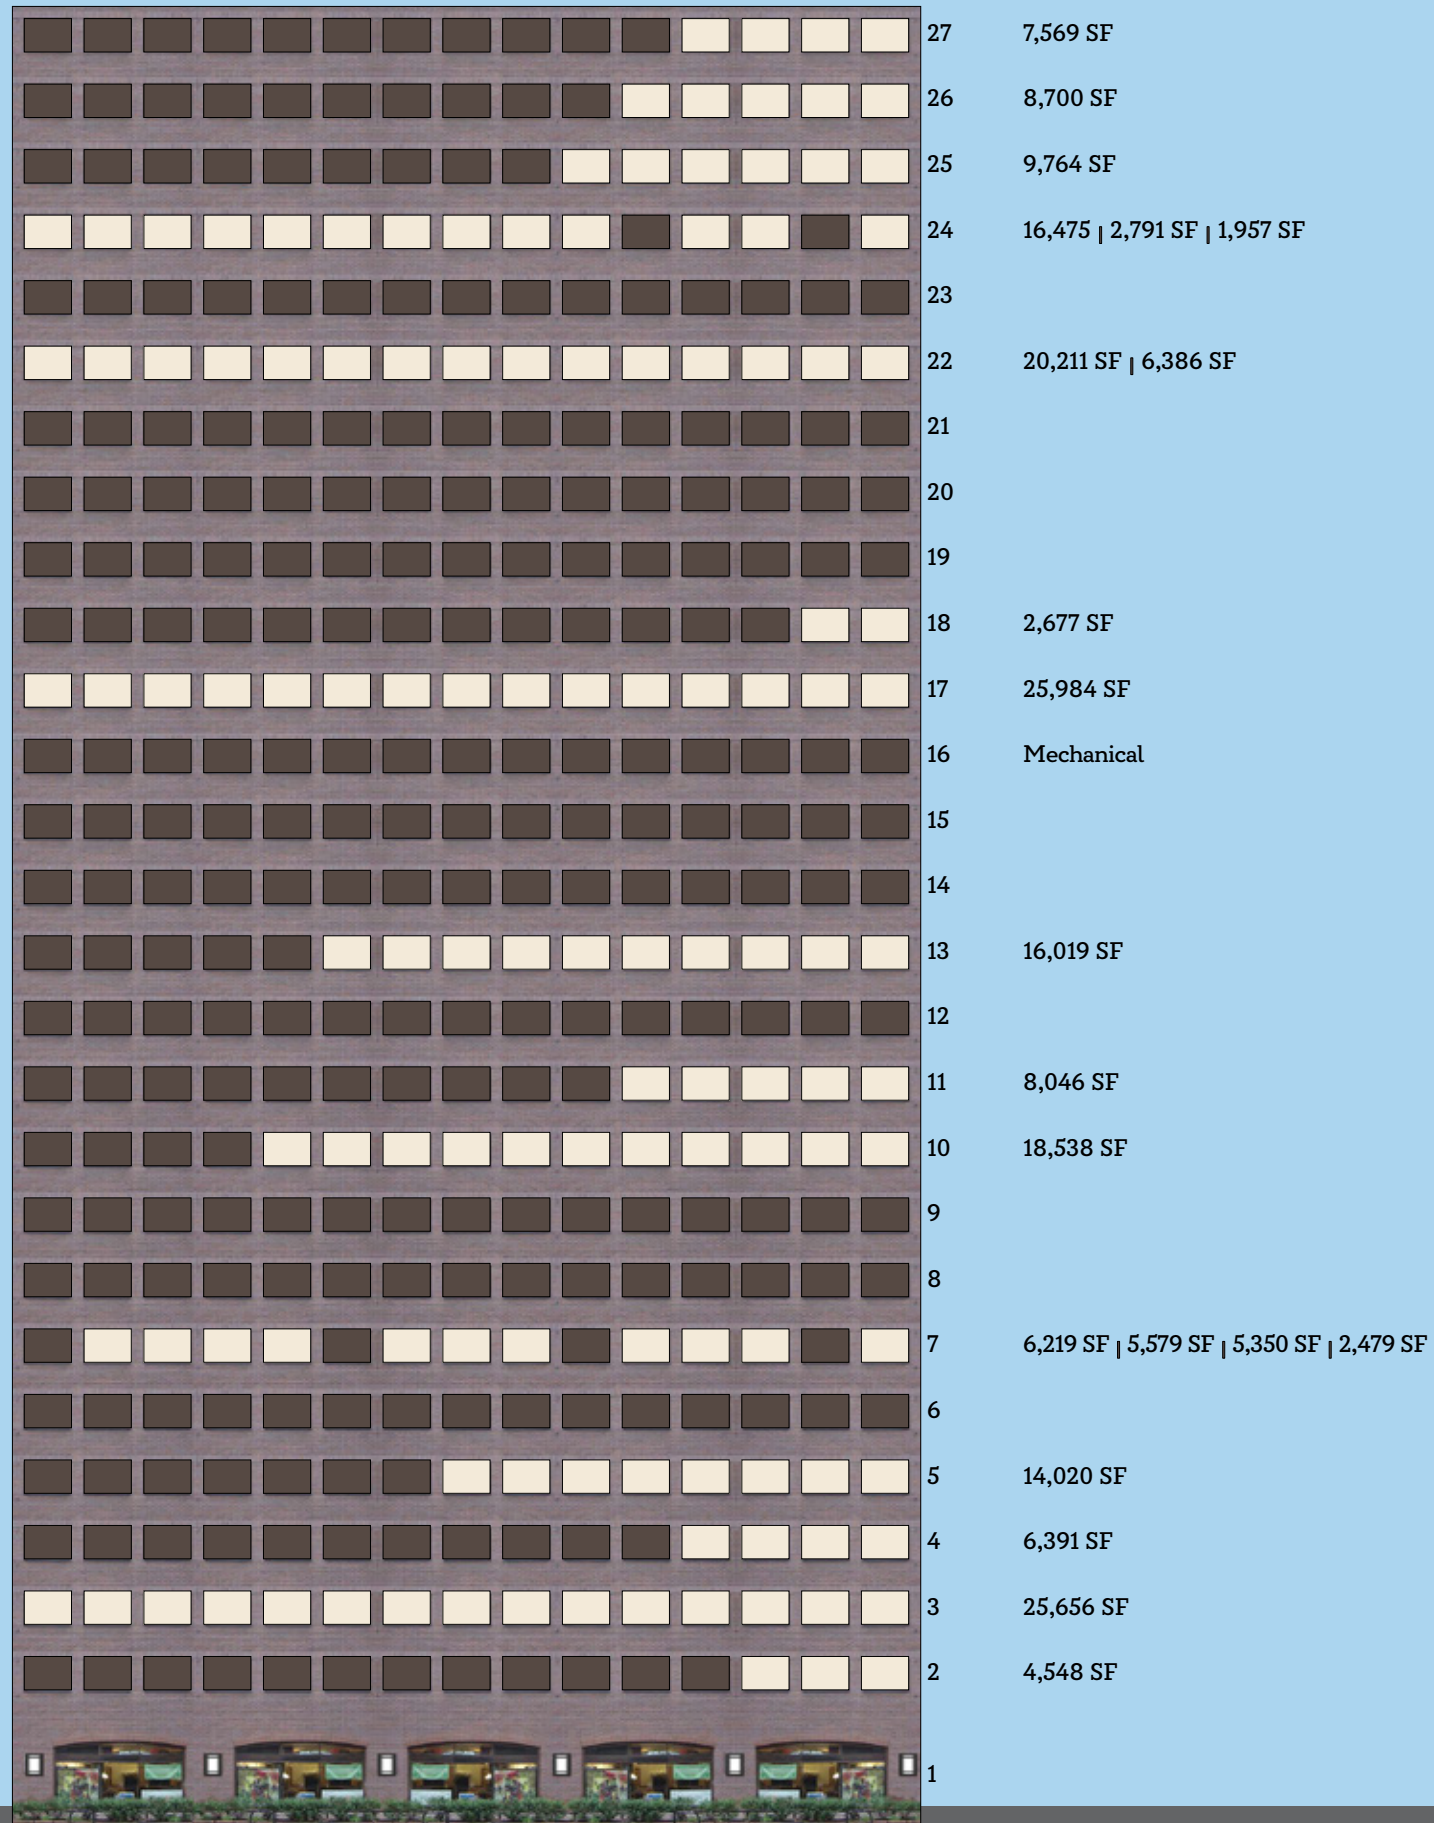 27 7,569 SF
26 8,700 SF
25 9,764 SF
24 16,475 | 2,791 SF | 1,957 SF
23
22 20,211 SF | 6,386 SF
21
20
19
18 2,677 SF
17 25,984 SF
16 Mechanical
15
14
13 16,019 SF
12
11 8,046 SF
10 18,538 SF
9
8
7 6,219 SF | 5,579 SF | 5,350 SF | 2,479 SF
6
5 14,020 SF
4 6,391 SF
3 25,656 SF
2 4,548 SF
1